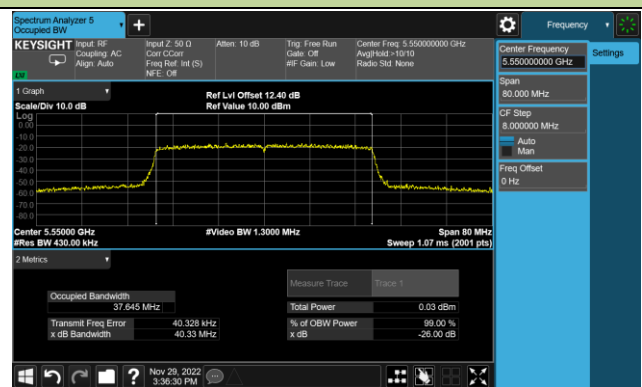 Spectrum Analyzer 5
Occupied BW
Frequency
KEYSIGHT
Input: RF
Coupling: AC
Align: Auto
Input Z: 50 Ω
Corr CCorr
Freq Ref: Int (S)
NFE: Off
Atten: 10 dB
Trig: Free Run
Gate: Off
#IF Gain: Low
Center Freq: 5.550000000 GHz
Avg|Hold:>10/10
Radio Std: None
LW
Center Frequency
5.550000000 GHz
Settings
Span
80.000 MHz
CF Step
8.000000 MHz
Auto
Man
Freq Offset
0 Hz
1 Graph
Scale/Div 10.0 dB
Ref Lvl Offset 12.40 dB
Ref Value 10.00 dBm
Log
0.00
-10.0
-20.0
-30.0
-40.0
-50.0
-60.0
-70.0
-80.0
Center 5.55000 GHz
#Res BW 430.00 kHz
#Video BW 1.3000 MHz
Span 80 MHz
Sweep 1.07 ms (2001 pts)
2 Metrics
Measure Trace
Trace 1
Occupied Bandwidth
37.645 MHz
Total Power
0.03 dBm
Transmit Freq Error
40.328 kHz
% of OBW Power
99.00 %
x dB Bandwidth
40.33 MHz
x dB
-26.00 dB
Nov 29, 2022
3:36:30 PM